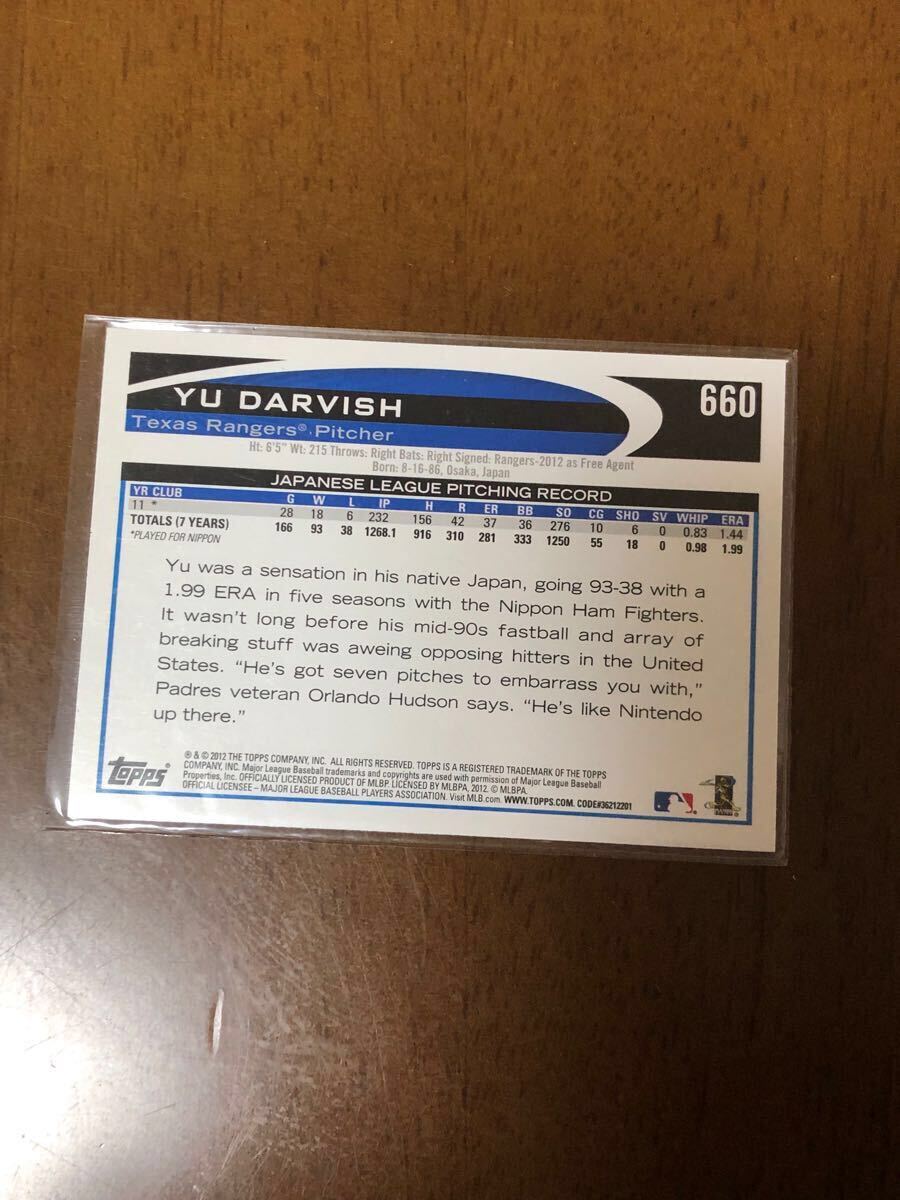 YU DARVISH
660
Texas Rangers® Pitcher
Ht: 6'5" Wt: 215 Throws: Right Bats: Right Signed: Rangers-2012 as Free Agent
Born: 8-16-86, Osaka, Japan
JAPANESE LEAGUE PITCHING RECORD
YR CLUB G W L IP H R ER BB SO CG SHO SV WHIP ERA
11 * 28 18 6 232 156 42 37 36 276 10 6 0 0.83 1.44
TOTALS (7 YEARS) 166 93 38 1268.1 916 310 281 333 1250 55 18 0 0.98 1.99
*PLAYED FOR NIPPON
Yu was a sensation in his native Japan, going 93-38 with a
1.99 ERA in five seasons with the Nippon Ham Fighters.
It wasn't long before his mid-90s fastball and array of
breaking stuff was aweing opposing hitters in the United
States. "He's got seven pitches to embarrass you with,"
Padres veteran Orlando Hudson says. "He's like Nintendo
up there."
Topps®
® & © 2012 THE TOPPS COMPANY, INC. ALL RIGHTS RESERVED. TOPPS IS A REGISTERED TRADEMARK OF THE TOPPS
COMPANY, INC. Major League Baseball trademarks and copyrights are used with permission of Major League Baseball
Properties, Inc. OFFICIALLY LICENSED PRODUCT OF MLBP. LICENSED BY MLBPA, 2012. © MLBPA.
OFFICIAL LICENSEE – MAJOR LEAGUE BASEBALL PLAYERS ASSOCIATION. Visit MLB.com. WWW.TOPPS.COM. CODE#36212201